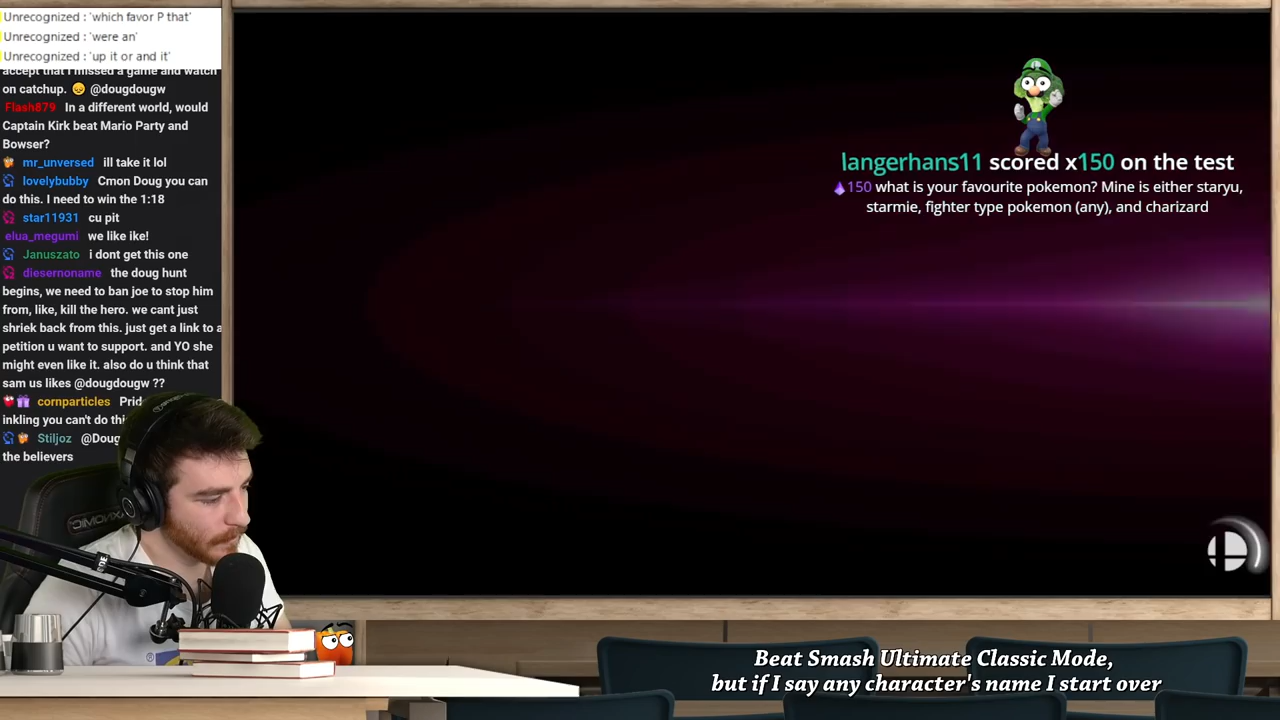 Unrecognized : 'which favor P that'
Unrecognized : 'were an'
Unrecognized : 'up it or and it'
accept that I missed a game and watch
on catchup. 😔 @dougdougw
Flash879 In a different world, would
Captain Kirk beat Mario Party and
Bowser?
mr_unversed ill take it lol
lovelybubby Cmon Doug you can
do this. I need to win the 1:18
star11931 cu pit
elua_megumi we like ike!
Januszato i dont get this one
diesernoname the doug hunt
begins, we need to ban joe to stop him
from, like, kill the hero. we cant just
shriek back from this. just get a link to a
petition u want to support. and YO she
might even like it. also do u think that
sam us likes @dougdougw ??
cornparticles Prid
inkling you can't do thi
Stiljoz @Doug
the believers
langerhans11 scored x150 on the test
150 what is your favourite pokemon? Mine is either staryu,
starmie, fighter type pokemon (any), and charizard
Beat Smash Ultimate Classic Mode,
but if I say any character's name I start over